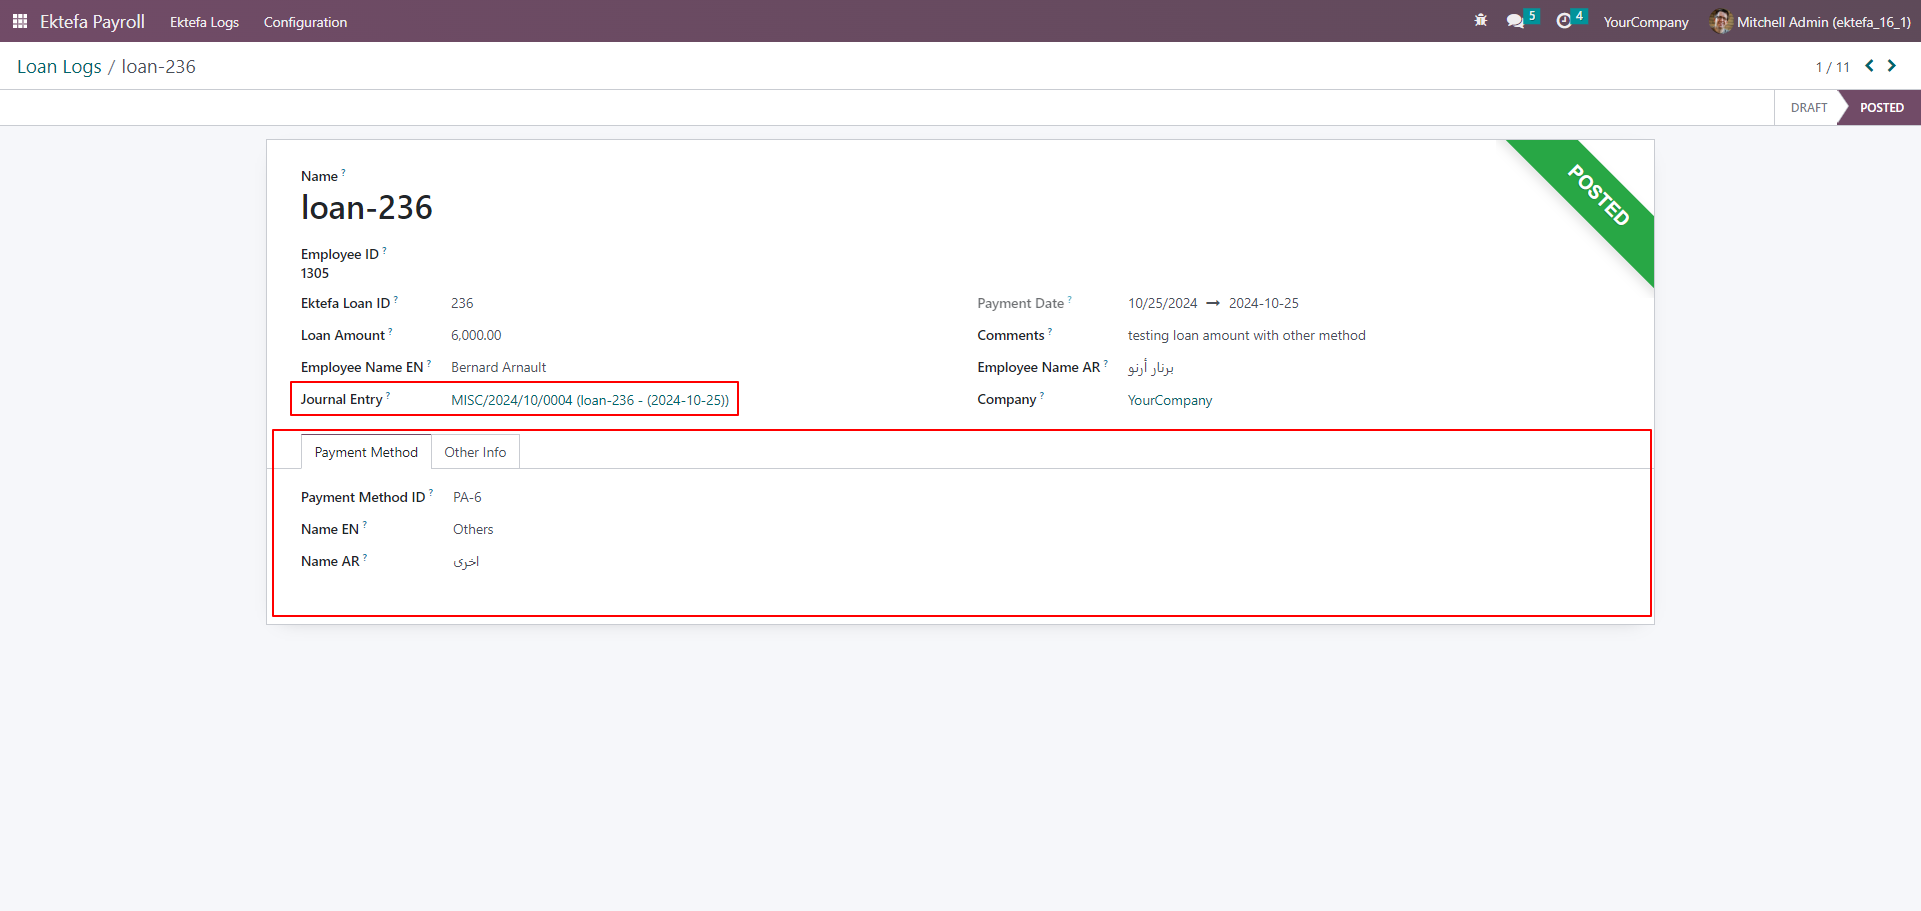 Ektefa Payroll Ektefa Logs Configuration 5 4 YourCompany Mitchell Admin (ektefa_16_1)
Loan Logs / loan-236 1 / 11
DRAFT POSTED
POSTED
Name ?
loan-236
Employee ID ?
1305
Ektefa Loan ID ? 236 Payment Date ? 10/25/2024 → 2024-10-25
Loan Amount ? 6,000.00 Comments ? testing loan amount with other method
Employee Name EN ? Bernard Arnault Employee Name AR ? برنار أرنو
Journal Entry ? MISC/2024/10/0004 (loan-236 - (2024-10-25)) Company ? YourCompany
Payment Method Other Info
Payment Method ID ? PA-6
Name EN ? Others
Name AR ? اخرى